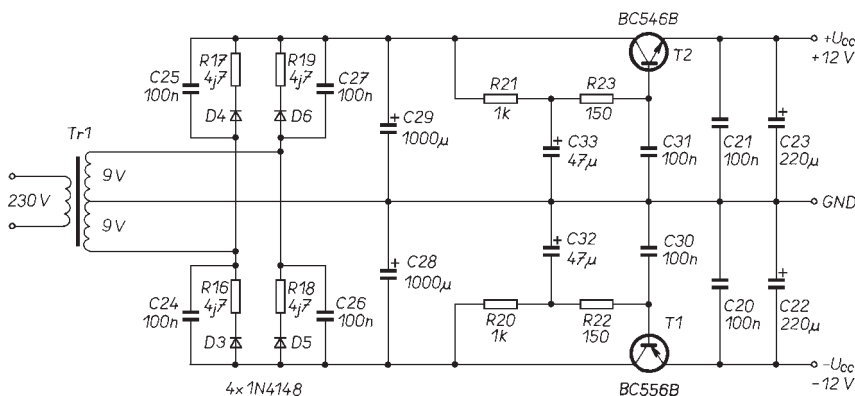 BC546B
+Ucc
+12 V
T2
R17
4j7
R19
4j7
C25
100n
C27
100n
D4
D6
R21
1k
R23
150
C29
1000µ
C33
47µ
C31
100n
C21
100n
C23
220µ
Tr1
230 V
9 V
9 V
GND
C28
1000µ
C32
47µ
C30
100n
C24
100n
R16
4j7
R18
4j7
C26
100n
D3
D5
R20
1k
R22
150
T1
C20
100n
C22
220µ
4x1N4148
BC556B
-Ucc
-12 V